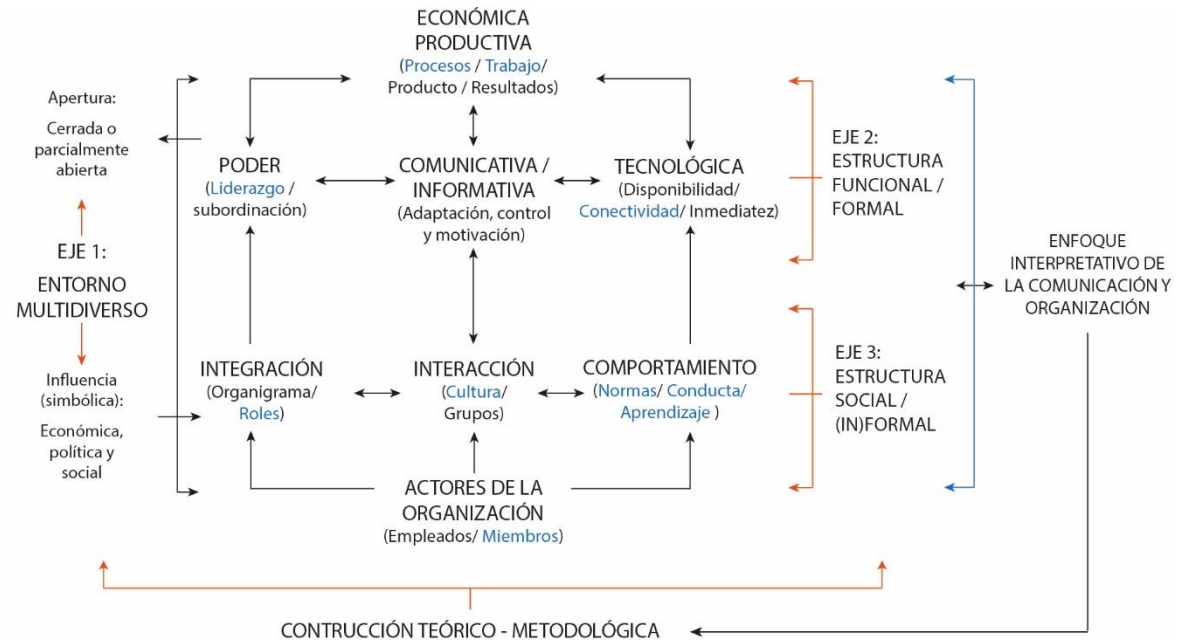 ECONÓMICA
PRODUCTIVA
(Procesos / Trabajo/
Producto / Resultados)
Apertura:
Cerrada o
parcialmente
abierta
PODER
(Liderazgo /
subordinación)
COMUNICATIVA /
INFORMATIVA
(Adaptación, control
y motivación)
TECNOLÓGICA
(Disponibilidad/
Conectividad/ Inmediatez)
EJE 2:
ESTRUCTURA
FUNCIONAL /
FORMAL
EJE 1:
ENTORNO
MULTIDIVERSO
ENFOQUE
INTERPRETATIVO DE
LA COMUNICACIÓN Y
ORGANIZACIÓN
Influencia
(simbólica):
Económica,
política y
social
INTEGRACIÓN
(Organigrama/
Roles)
INTERACCIÓN
(Cultura/
Grupos)
COMPORTAMIENTO
(Normas/ Conducta/
Aprendizaje )
EJE 3:
ESTRUCTURA
SOCIAL /
(IN)FORMAL
ACTORES DE LA
ORGANIZACIÓN
(Empleados/ Miembros)
CONTRUCCIÓN TEÓRICO - METODOLÓGICA